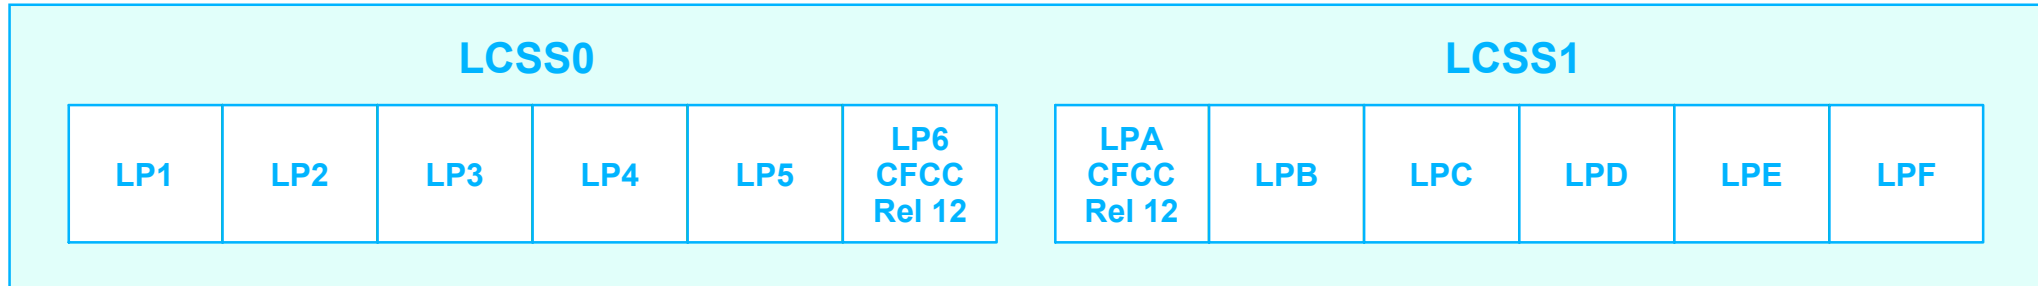 LCSS0
LCSS1
LP1
LP2
LP3
LP4
LP5
LP6
CFCC
Rel 12
LPA
CFCC
Rel 12
LPB
LPC
LPD
LPE
LPF